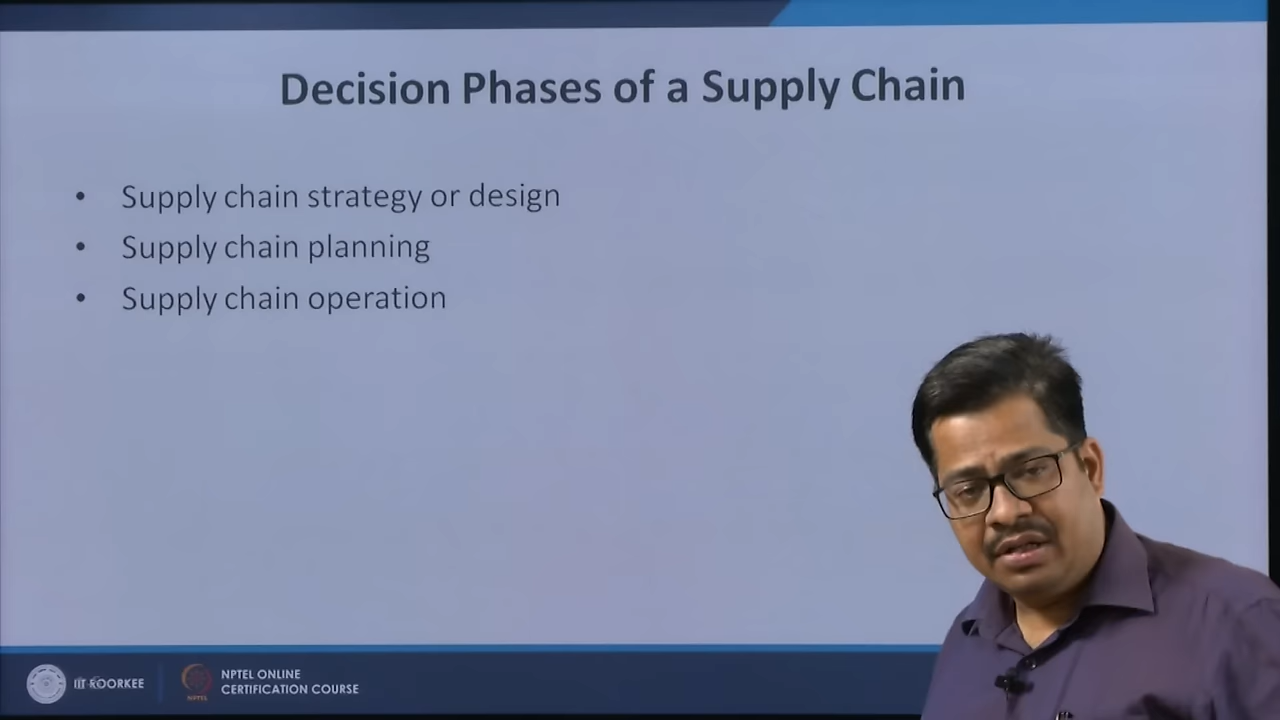 Decision Phases of a Supply Chain
• Supply chain strategy or design
• Supply chain planning
• Supply chain operation
IIT ROORKEE
NPTEL
NPTEL ONLINE
CERTIFICATION COURSE